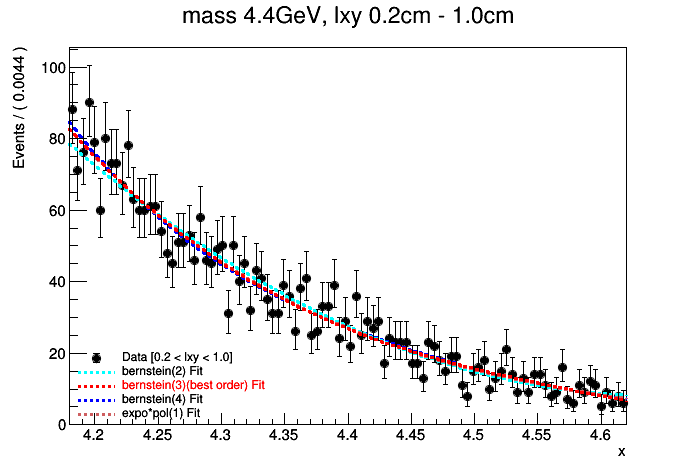 mass 4.4GeV, lxy 0.2cm - 1.0cm
Events / ( 0.0044 )
100
80
60
40
20
0
Data [0.2 < lxy < 1.0]
bernstein(2) Fit
bernstein(3)(best order) Fit
bernstein(4) Fit
expo*pol(1) Fit
4.2 4.25 4.3 4.35 4.4 4.45 4.5 4.55 4.6
x